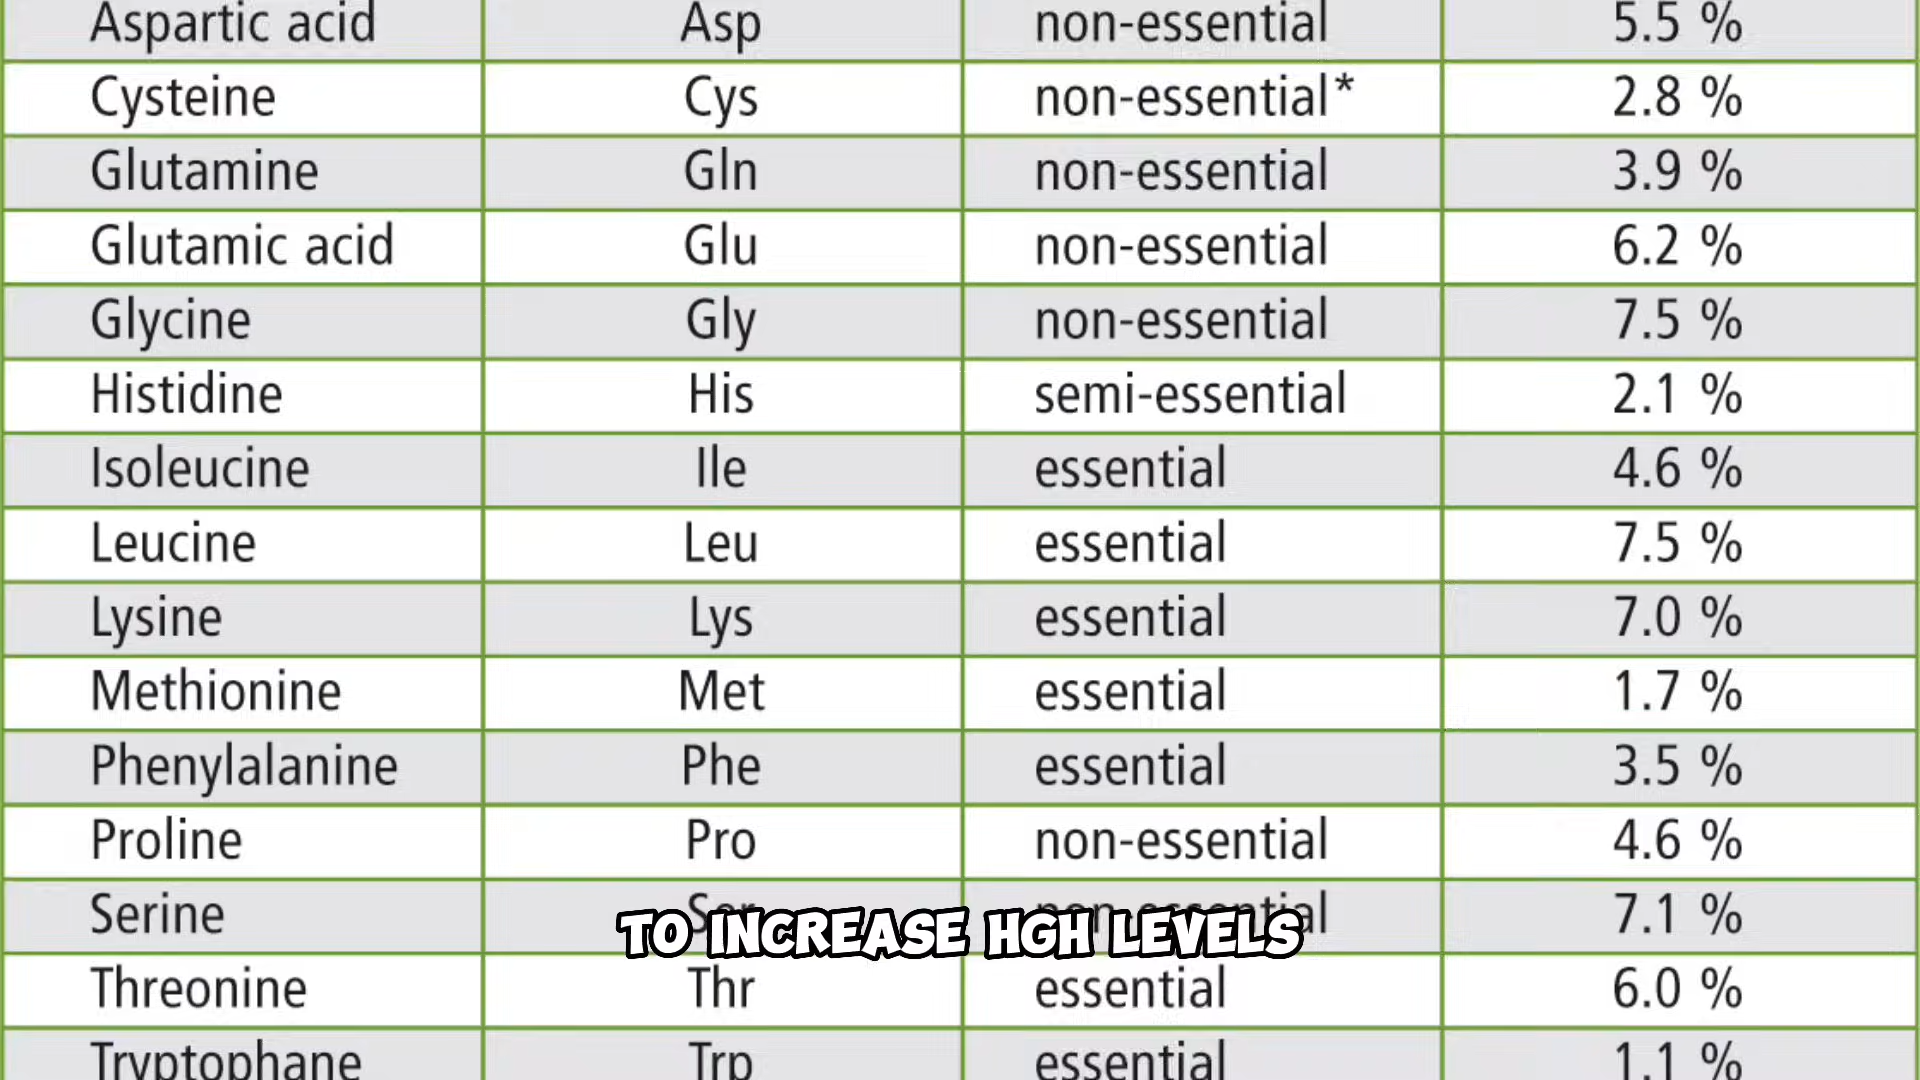 Aspartic acid Asp non-essential 5.5 %
Cysteine Cys non-essential* 2.8 %
Glutamine Gln non-essential 3.9 %
Glutamic acid Glu non-essential 6.2 %
Glycine Gly non-essential 7.5 %
Histidine His semi-essential 2.1 %
Isoleucine Ile essential 4.6 %
Leucine Leu essential 7.5 %
Lysine Lys essential 7.0 %
Methionine Met essential 1.7 %
Phenylalanine Phe essential 3.5 %
Proline Pro non-essential 4.6 %
Serine Ser non-essential 7.1 %
TO INCREASE HGH LEVELS
Threonine Thr essential 6.0 %
Tryptophane Trp essential 1.1 %